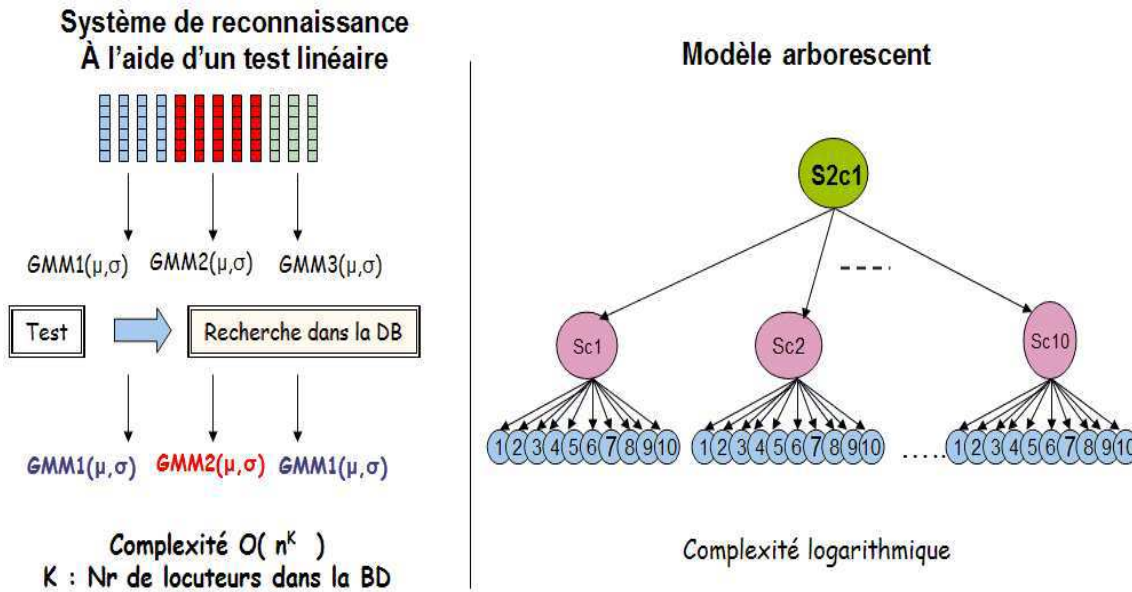 Système de reconnaissance
À l'aide d'un test linéaire
GMM1(μ,σ) GMM2(μ,σ) GMM3(μ,σ)
Test Recherche dans la DB
GMM1(μ,σ) GMM2(μ,σ) GMM1(μ,σ)
Complexité O( n^K )
K : Nr de locuteurs dans la BD
Modèle arborescent
S2c1
----
Sc1 Sc2 Sc10
1 2 3 4 5 6 7 8 9 10 1 2 3 4 5 6 7 8 9 10 ..... 1 2 3 4 5 6 7 8 9 10
Complexité logarithmique